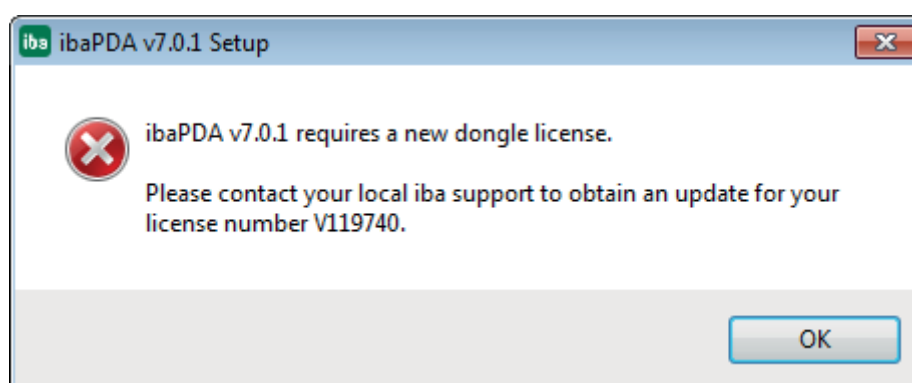 iba ibaPDA v7.0.1 Setup
ibaPDA v7.0.1 requires a new dongle license.
Please contact your local iba support to obtain an update for your
license number V119740.
OK